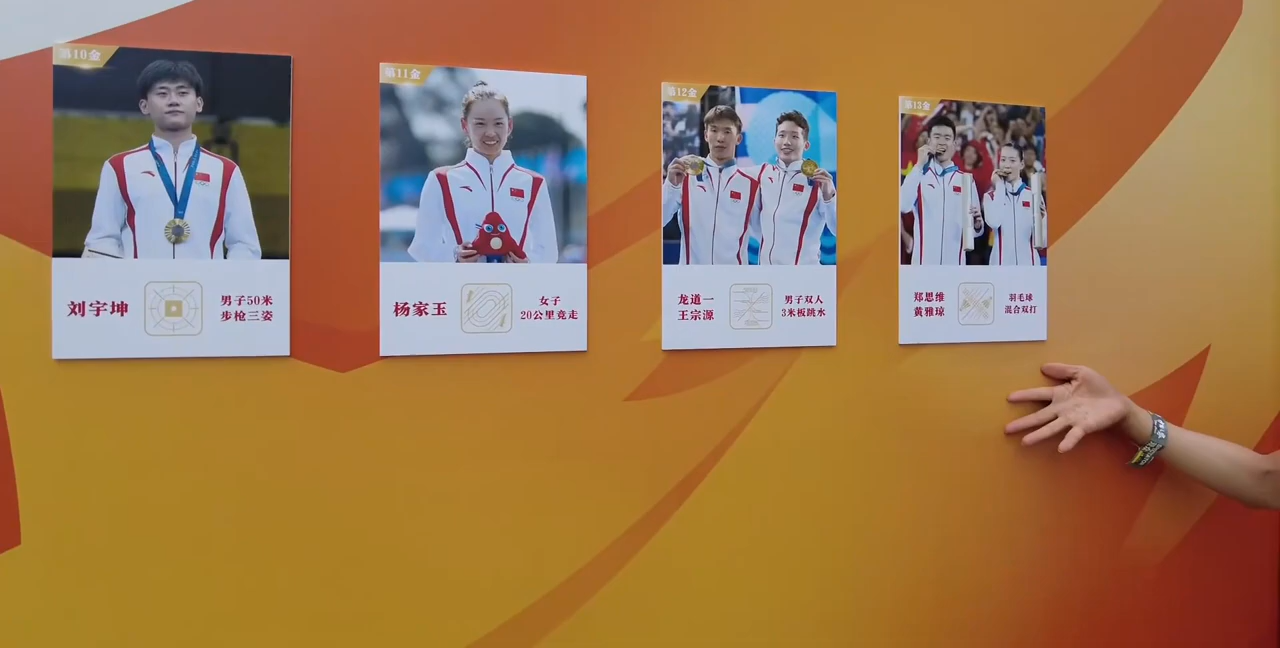 第10金
刘宇坤
男子50米
步枪三姿
第11金
杨家玉
女子
20公里竞走
第12金
龙道一
王宗源
男子双人
3米板跳水
第13金
郑思维
黄雅琼
羽毛球
混合双打